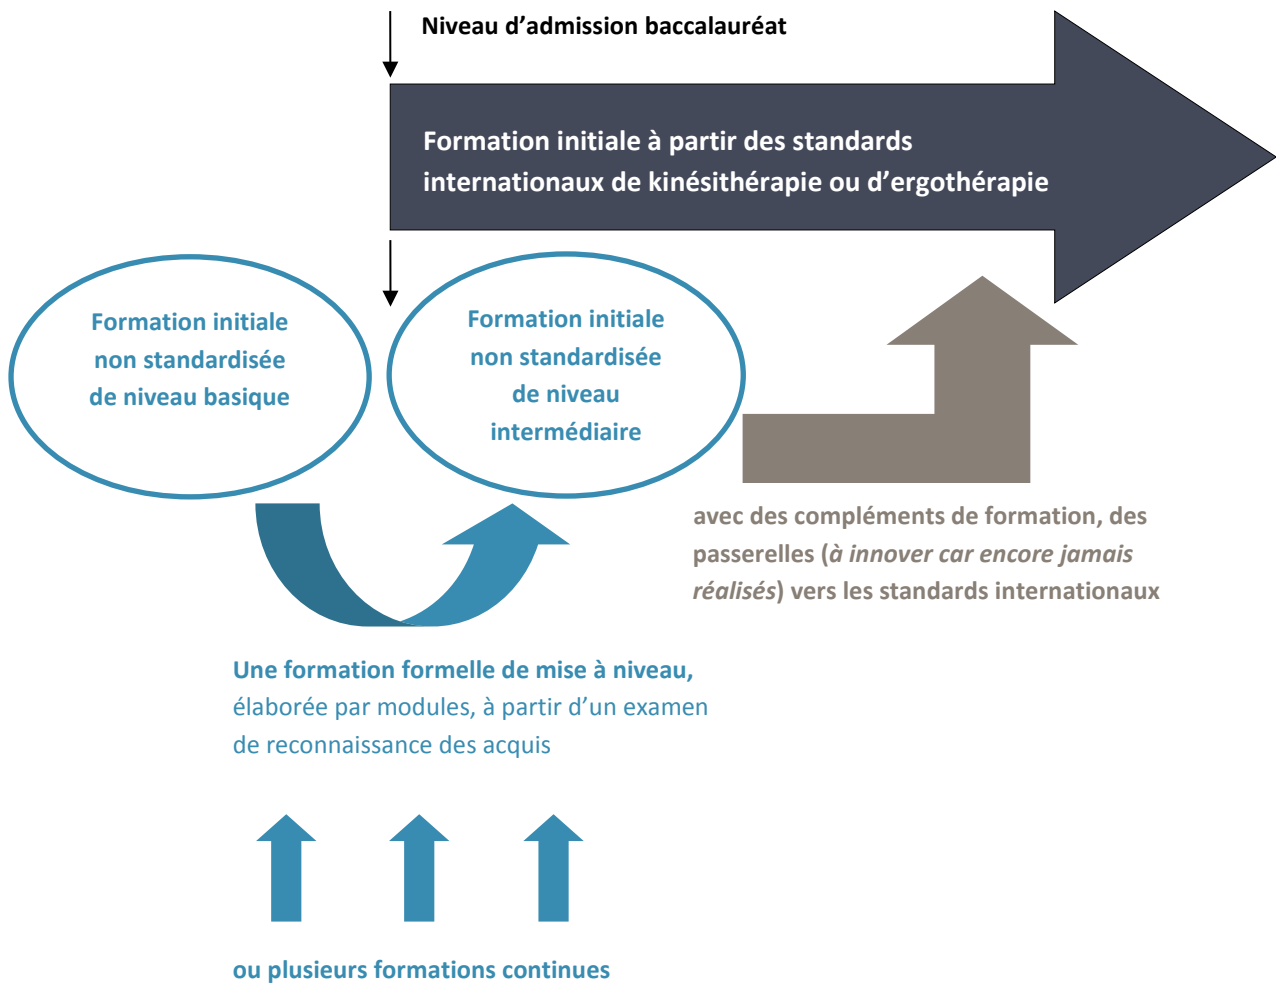 Niveau d’admission baccalauréat
Formation initiale à partir des standards
internationaux de kinésithérapie ou d’ergothérapie
Formation initiale
non standardisée
de niveau basique
Formation initiale
non standardisée
de niveau
intermédiaire
avec des compléments de formation, des
passerelles (à innover car encore jamais
réalisés) vers les standards internationaux
Une formation formelle de mise à niveau,
élaborée par modules, à partir d’un examen
de reconnaissance des acquis
ou plusieurs formations continues